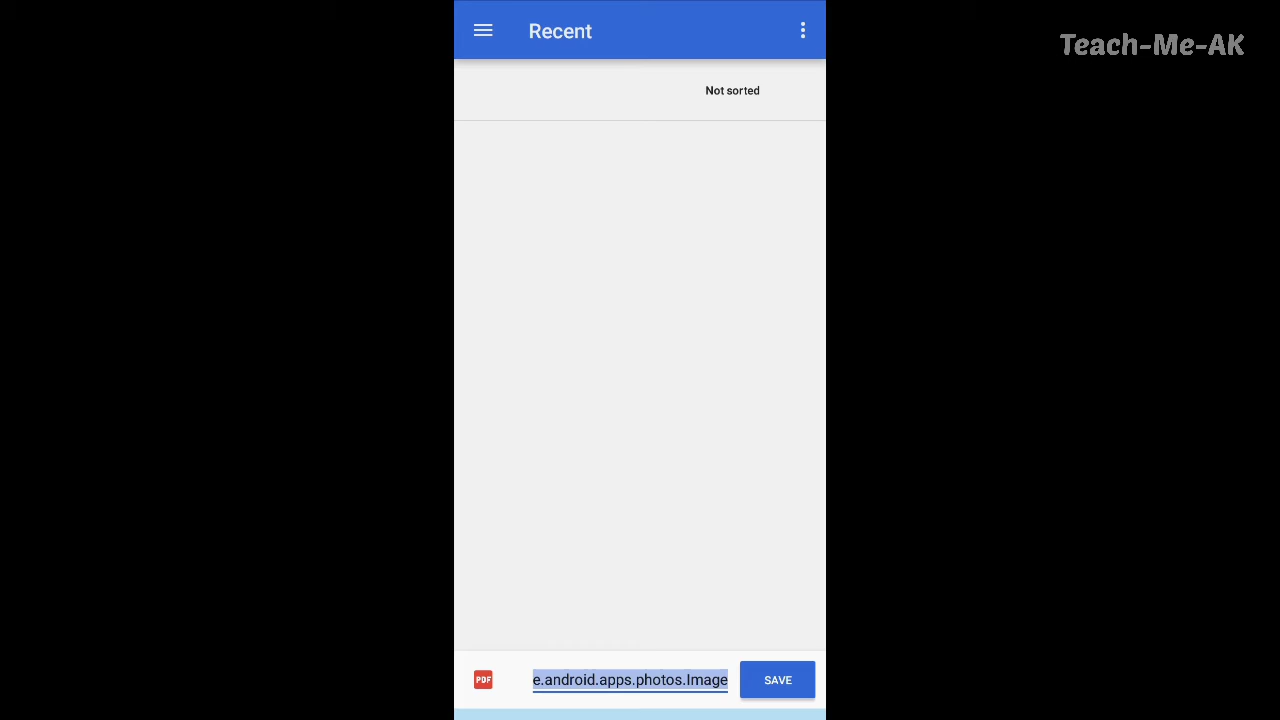 Recent
Teach-Me-AK
Not sorted
PDF
e.android.apps.photos.Image
SAVE